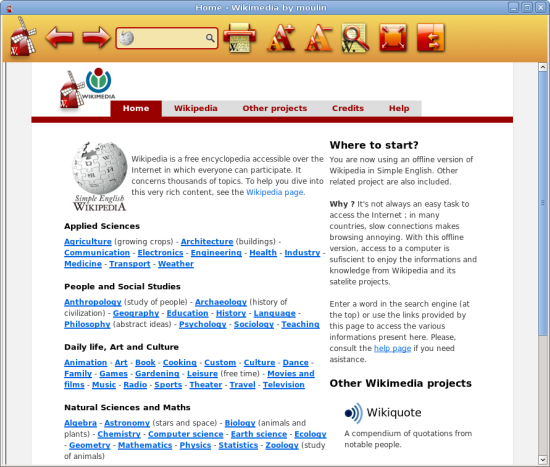 Home - Wikimedia by moulin
WIKIMEDIA
Home Wikipedia Other projects Credits Help
Simple English
WIKIPEDIA
Wikipedia is a free encyclopedia accessible over the
Internet in which everyone can participate. It
concerns thousands of topics. To help you dive into
this very rich content, see the Wikipedia page.
Applied Sciences
Agriculture (growing crops) - Architecture (buildings) -
Communication - Electronics - Engineering - Health - Industry -
Medicine - Transport - Weather
People and Social Studies
Anthropology (study of people) - Archaeology (history of
civilization) - Geography - Education - History - Language -
Philosophy (abstract ideas) - Psychology - Sociology - Teaching
Daily life, Art and Culture
Animation - Art - Book - Cooking - Custom - Culture - Dance -
Family - Games - Gardening - Leisure (free time) - Movies and
films - Music - Radio - Sports - Theater - Travel - Television
Natural Sciences and Maths
Algebra - Astronomy (stars and space) - Biology (animals and
plants) - Chemistry - Computer science - Earth science - Ecology
- Geometry - Mathematics - Physics - Statistics - Zoology (study
of animals)
Where to start?
You are now using an offline version of
Wikipedia in Simple English. Other
related project are also included.
Why ? It's not always an easy task to
access the Internet ; in many
countries, slow connections makes
browsing annoying. With this offline
version, access to a computer is
sufiscient to enjoy the informations and
knowledge from Wikipedia and its
satelite projects.
Enter a word in the search engine (at
the top) or use the links provided by
this page to access the various
informations present here. Please,
consult the help page if you need
asistance.
Other Wikimedia projects
Wikiquote
A compendium of quotations from
notable people.